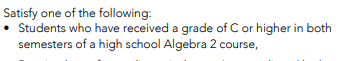 Satisfy one of the following:
• Students who have received a grade of C or higher in both
semesters of a high school Algebra 2 course,